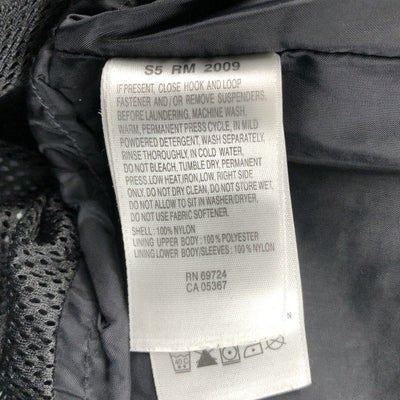 S5 RM 2009
IF PRESENT, CLOSE HOOK AND LOOP
FASTENER AND/OR REMOVE SUSPENDERS,
BEFORE LAUNDERING, MACHINE WASH
WARM, PERMANENT PRESS CYCLE, IN MILD
POWDERED DETERGENT, WASH SEPARATELY,
RINSE THOROUGHLY, IN COLD WATER,
DO NOT BLEACH, TUMBLE DRY, PERMANENT
PRESS LOW HEAT, IRON, LOW, RIGHT SIDE
ONLY, DO NOT DRY CLEAN, DO NOT STORE WET,
DO NOT ALLOW TO SIT IN WASHER/DRYER.
DO NOT USE FABRIC SOFTENER.
SHELL: 100% NYLON
LINING UPPER BODY: 100% POLYESTER
LINING LOWER BODY/SLEEVES : 100% NYLON
RN 69724
CA 05367
N